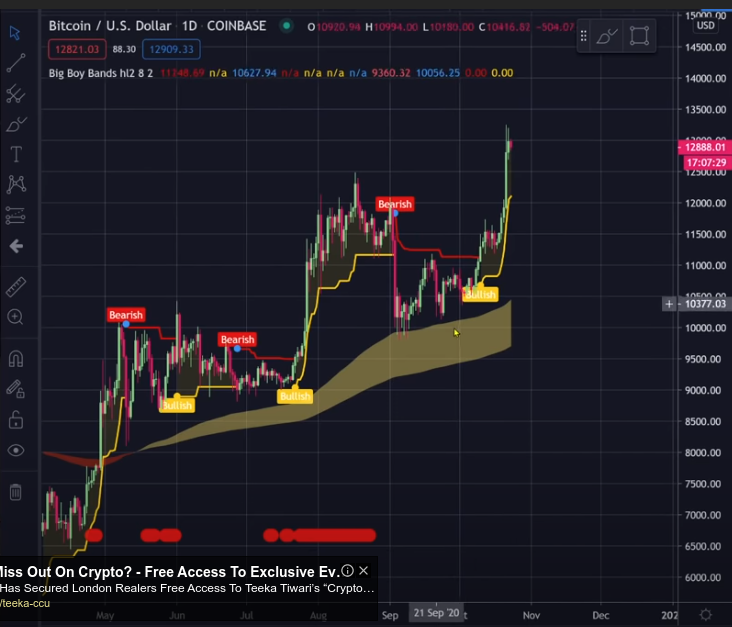 Bitcoin / U.S. Dollar · 1D · COINBASE O10920.94 H10994.00 L10180.00 C10416.82 -504.07
12821.03 88.30 12909.33
Big Boy Bands hl2 8 2 n/a 10627.94 n/a n/a n/a n/a 9360.32 10056.25 0.00 0.00
15000.00
USD
14500.00
14000.00
13500.00
12888.01
17:07:29
12500.00
Bearish
12000.00
11500.00
11000.00
Bullish
10500.00
+ 10377.03
Bearish
10000.00
Bearish
9500.00
Bullish
Bullish
9000.00
8500.00
8000.00
7500.00
7000.00
6500.00
6000.00
iss Out On Crypto? - Free Access To Exclusive Ev...
Has Secured London Realers Free Access To Teeka Tiwari's “Crypto...
/teeka-ccu
May Jun Jul Aug Sep 21 Sep '20 Nov Dec 202